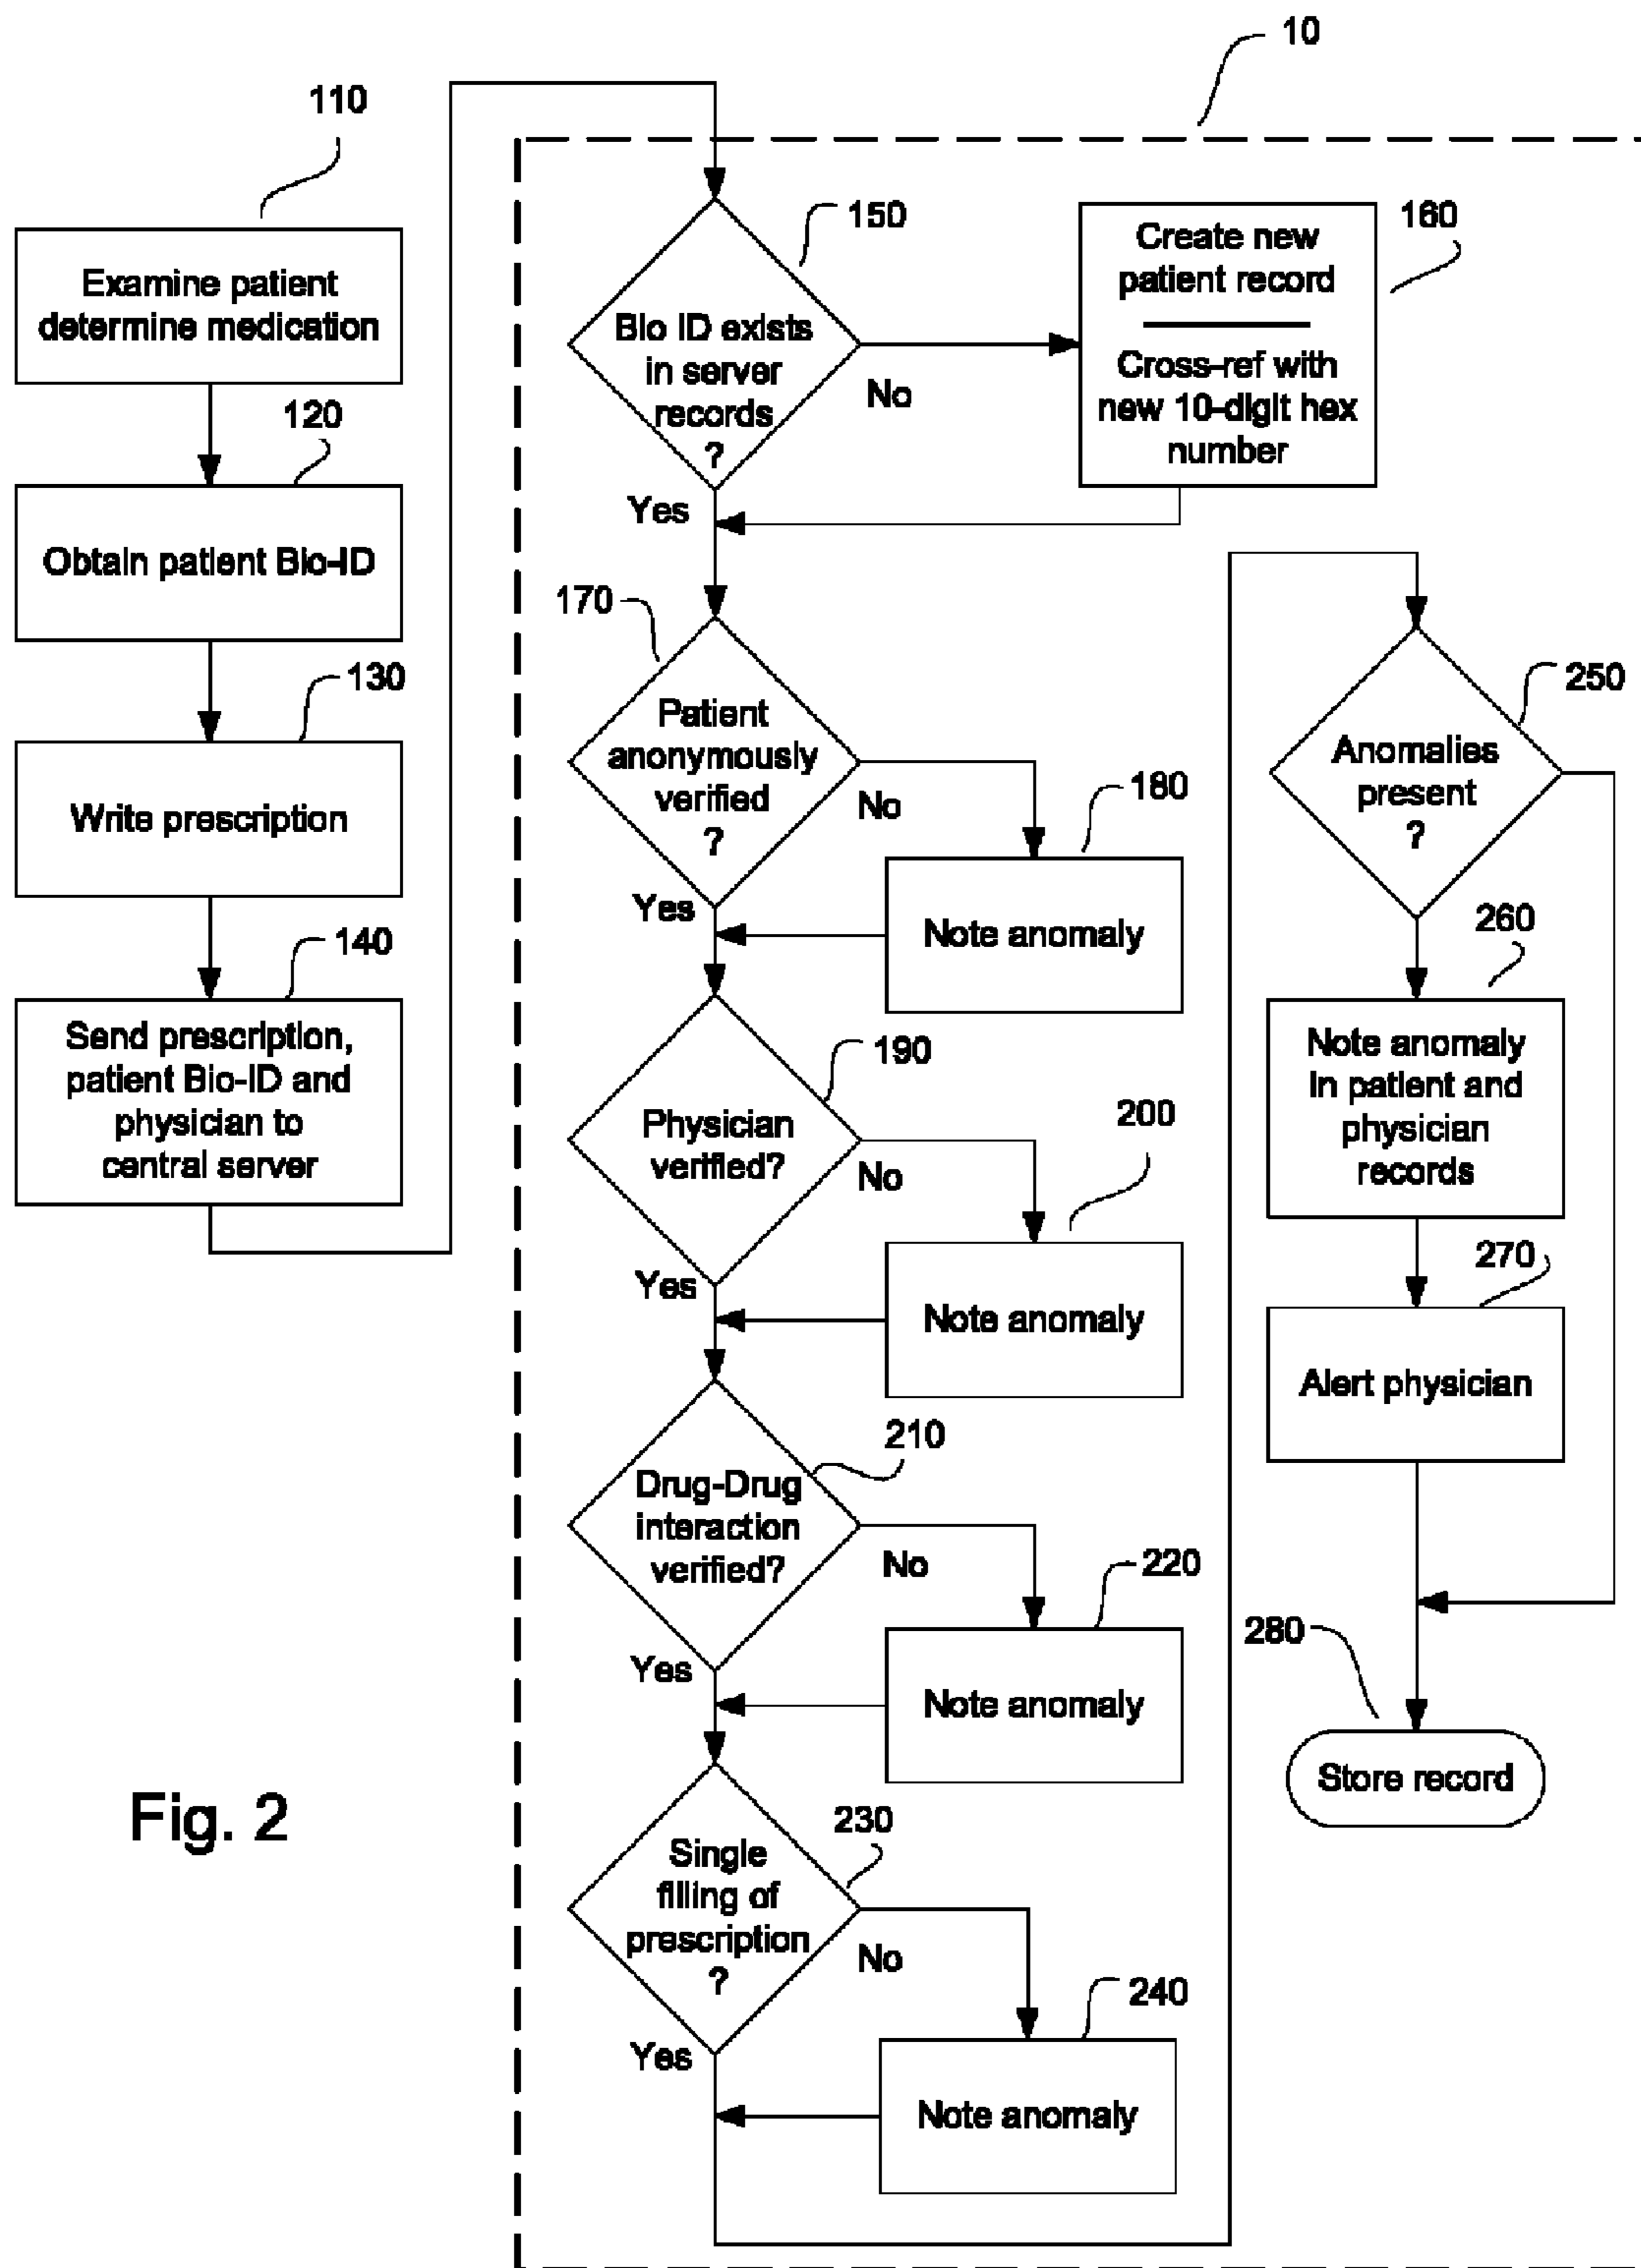 10
110
Examine patient
determine medication
120
Obtain patient Bio-ID
130
Write prescription
140
Send prescription,
patient Bio-ID and
physician to
central server
150
Bio ID exists
in server
records
?
No
Yes
160
Create new
patient record
Cross-ref with
new 10-digit hex
number
170
Patient
anonymously
verified
?
No
Yes
180
Note anomaly
190
Physician
verified?
No
Yes
200
Note anomaly
210
Drug-Drug
interaction
verified?
No
Yes
220
Note anomaly
230
Single
filling of
prescription
?
No
Yes
240
Note anomaly
250
Anomalies
present
?
260
Note anomaly
in patient and
physician
records
270
Alert physician
280
Store record
Fig. 2